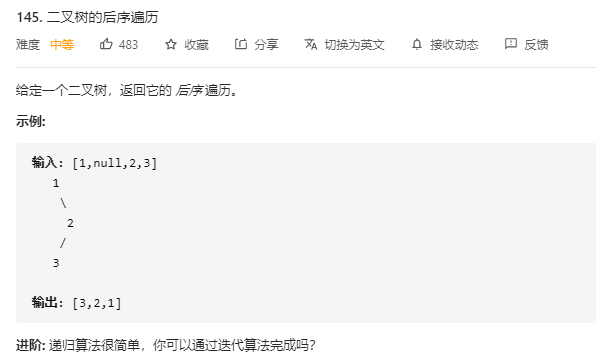 145. 二叉树的后序遍历
难度 中等 483 收藏 分享 切换为英文 接收动态 反馈
给定一个二叉树，返回它的 后序 遍历。
示例:
输入: [1,null,2,3]
1
\
2
/
3
输出: [3,2,1]
进阶: 递归算法很简单，你可以通过迭代算法完成吗？